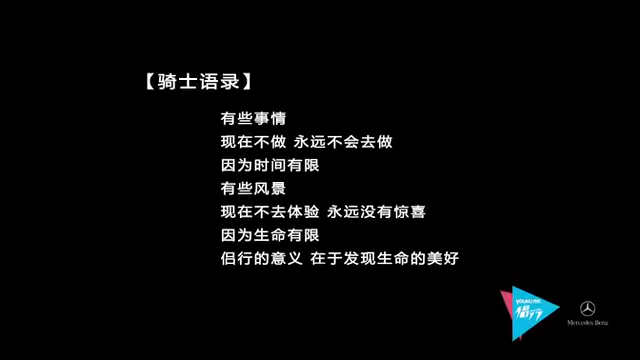 【骑士语录】
有些事情
现在不做 永远不会去做
因为时间有限
有些风景
现在不去体验 永远没有惊喜
因为生命有限
侣行的意义 在于发现生命的美好
侣行
Mercedes-Benz